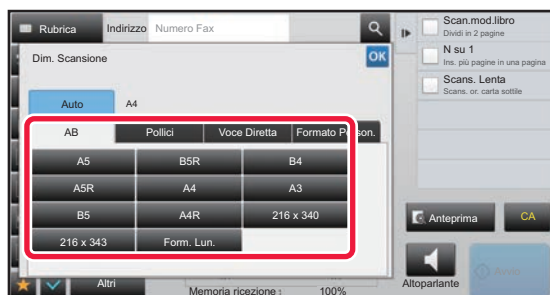 Rubrica Indirizzo Numero Fax
Scan.mod.libro
Dividi in 2 pagine
N su 1
Ins. più pagine in una pagina
Scans. Lenta
Scans. or. carta sottile
Dim. Scansione OK
Auto A4
AB Pollici Voce Diretta Formato Person.
A5 B5R B4
A5R A4 A3
B5 A4R 216 x 340
216 x 343 Form. Lun.
Anteprima CA
Altri
Memoria ricezione : 100%
Altoparlante